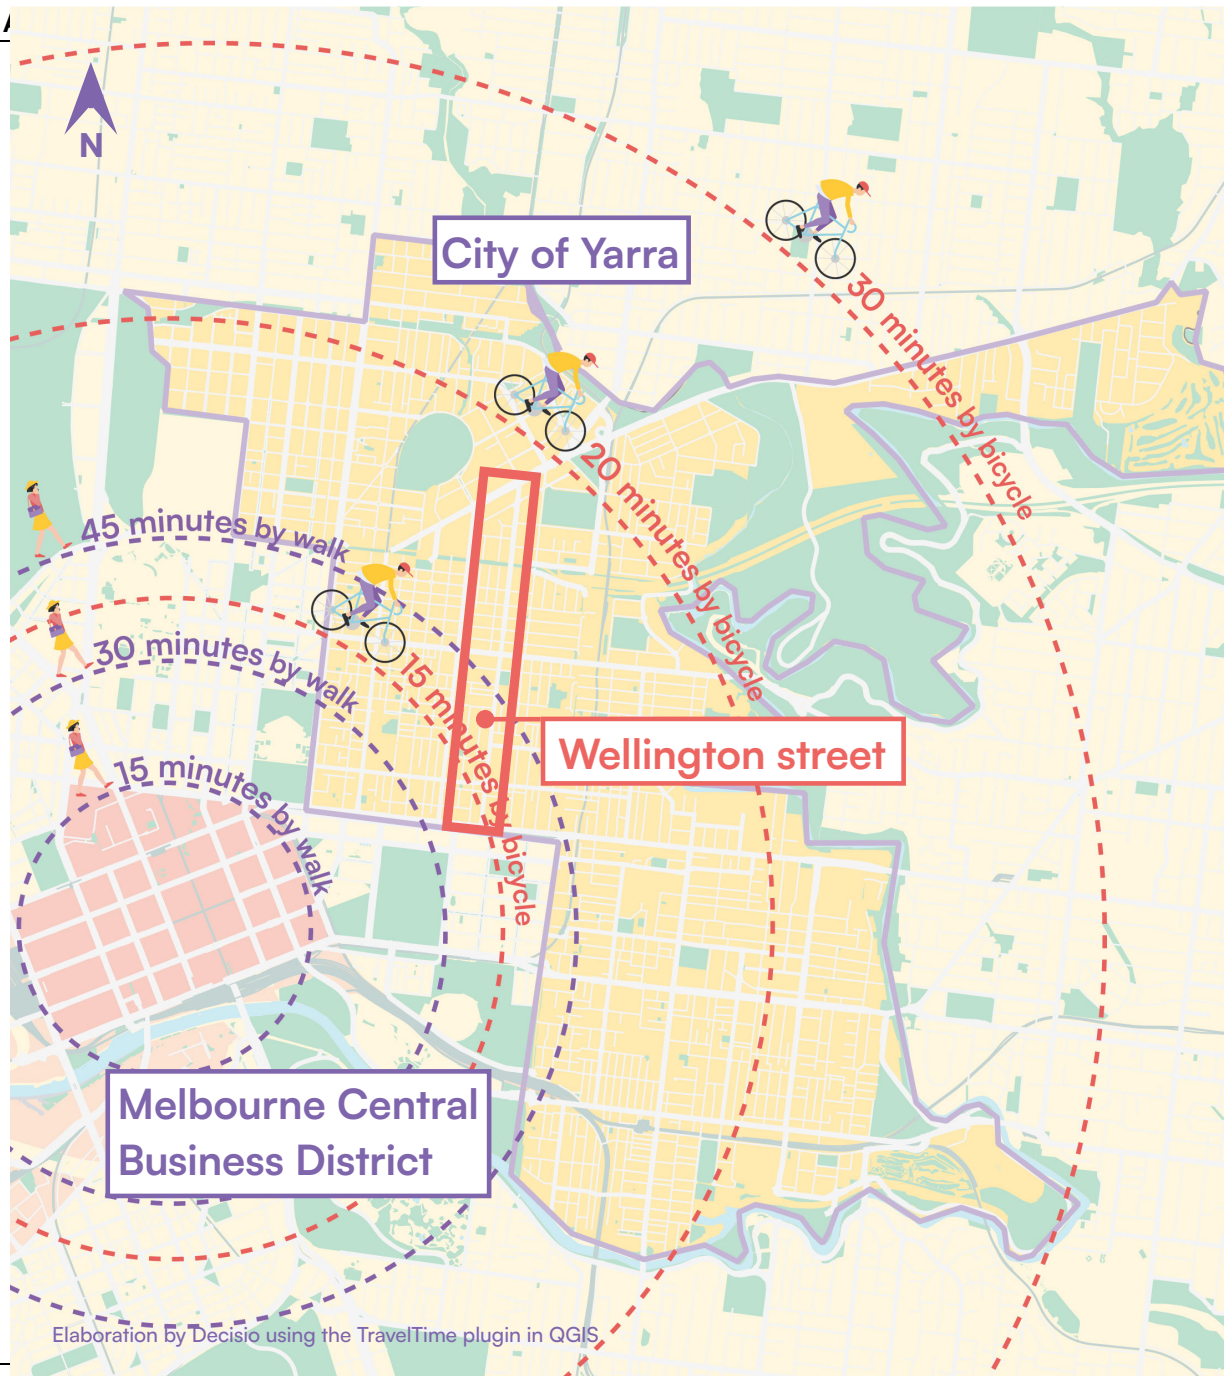 N
City of Yarra
30 minutes by bicycle
20 minutes by bicycle
45 minutes by walk
30 minutes by walk
15 minutes by bicycle
Wellington street
15 minutes by walk
Melbourne Central
Business District
Elaboration by Decisio using the TravelTime plugin in QGIS